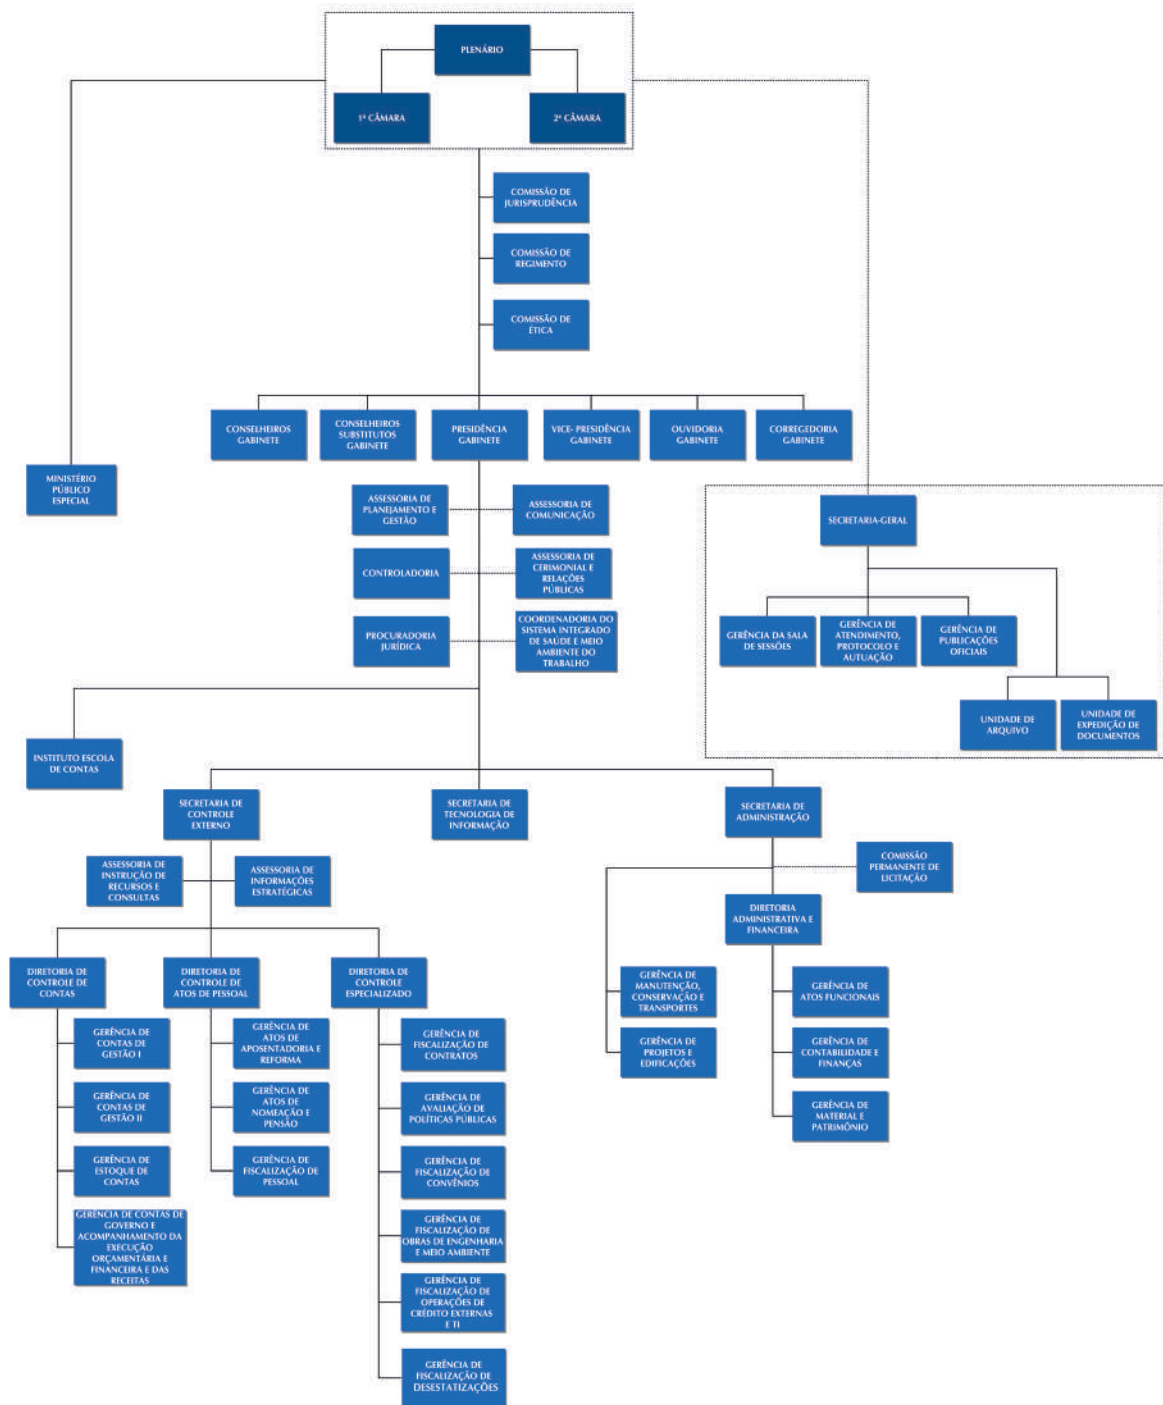 PLENÁRIO
1ª CÂMARA
2ª CÂMARA
COMISSÃO DE
JURISPRUDÊNCIA
COMISSÃO DE
REGIMENTO
COMISSÃO DE
ÉTICA
CONSELHEIROS
GABINETE
CONSELHEIROS
SUBSTITUTOS
GABINETE
PRESIDÊNCIA
GABINETE
VICE- PRESIDÊNCIA
GABINETE
OUVIDORIA
GABINETE
CORREGEDORIA
GABINETE
MINISTÉRIO
PÚBLICO
ESPECIAL
ASSESSORIA DE
PLANEJAMENTO E
GESTÃO
ASSESSORIA DE
COMUNICAÇÃO
CONTROLADORIA
ASSESSORIA DE
CERIMONIAL E
RELAÇÕES
PÚBLICAS
PROCURADORIA
JURÍDICA
COORDENADORIA DO
SISTEMA INTEGRADO
DE SAÚDE E MEIO
AMBIENTE DO
TRABALHO
SECRETARIA-GERAL
GERÊNCIA DA SALA
DE SESSÕES
GERÊNCIA DE
ATENDIMENTO,
PROTOCOLO E
AUTUAÇÃO
GERÊNCIA DE
PUBLICAÇÕES
OFICIAIS
UNIDADE DE
ARQUIVO
UNIDADE DE
EXPEDIÇÃO DE
DOCUMENTOS
INSTITUTO ESCOLA
DE CONTAS
SECRETARIA DE
CONTROLE
EXTERNO
SECRETARIA DE
TECNOLOGIA DE
INFORMAÇÃO
SECRETARIA DE
ADMINISTRAÇÃO
ASSESSORIA DE
INSTRUÇÃO DE
RECURSOS E
CONSULTAS
ASSESSORIA DE
INFORMAÇÕES
ESTRATÉGICAS
COMISSÃO
PERMANENTE DE
LICITAÇÃO
DIRETORIA
ADMINISTRATIVA E
FINANCEIRA
DIRETORIA DE
CONTROLE DE
CONTAS
DIRETORIA DE
CONTROLE DE
ATOS DE PESSOAL
DIRETORIA DE
CONTROLE
ESPECIALIZADO
GERÊNCIA DE
MANUTENÇÃO,
CONSERVAÇÃO E
TRANSPORTES
GERÊNCIA DE
ATOS FUNCIONAIS
GERÊNCIA DE
CONTAS DE
GESTÃO I
GERÊNCIA DE
ATOS DE
APOSENTADORIA E
REFORMA
GERÊNCIA DE
FISCALIZAÇÃO DE
CONTRATOS
GERÊNCIA DE
PROJETOS E
EDIFICAÇÕES
GERÊNCIA DE
CONTABILIDADE E
FINANÇAS
GERÊNCIA DE
CONTAS DE
GESTÃO II
GERÊNCIA DE
ATOS DE
NOMEAÇÃO E
PENSÃO
GERÊNCIA DE
AVALIAÇÃO DE
POLÍTICAS PÚBLICAS
GERÊNCIA DE
MATERIAL E
PATRIMÔNIO
GERÊNCIA DE
ESTOQUE DE
CONTAS
GERÊNCIA DE
FISCALIZAÇÃO DE
PESSOAL
GERÊNCIA DE
FISCALIZAÇÃO DE
CONVÊNIOS
GERÊNCIA DE CONTAS DE
GOVERNO E
ACOMPANHAMENTO DA
EXECUÇÃO
ORÇAMENTÁRIA E
FINANCEIRA E DAS
RECEITAS
GERÊNCIA DE
FISCALIZAÇÃO DE
OBRAS DE ENGENHARIA
E MEIO AMBIENTE
GERÊNCIA DE
FISCALIZAÇÃO DE
OPERAÇÕES DE
CRÉDITO EXTERNAS
E TI
GERÊNCIA DE
FISCALIZAÇÃO DE
DESESTATIZAÇÕES